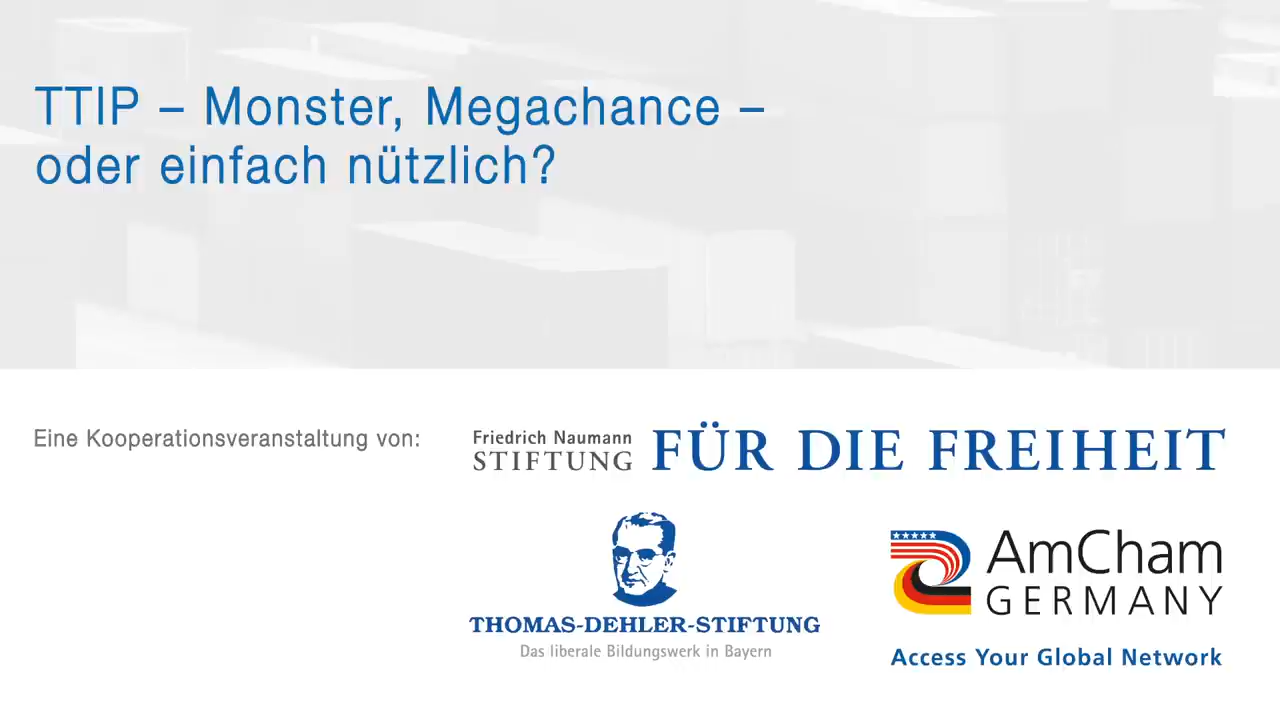 TTIP – Monster, Megachance –
oder einfach nützlich?
Eine Kooperationsveranstaltung von:
Friedrich Naumann
STIFTUNG FÜR DIE FREIHEIT
THOMAS-DEHLER-STIFTUNG
Das liberale Bildungswerk in Bayern
AmCham
GERMANY
Access Your Global Network